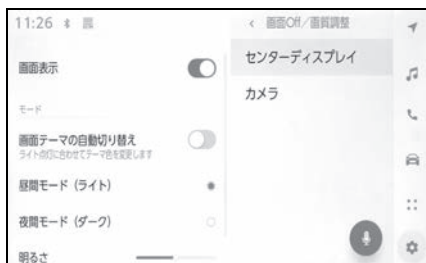 11:26
画面表示
モード
画面テーマの自動切り替え
ライト点灯に合わせてテーマ色を変更します
昼間モード（ライト）
夜間モード（ダーク）
明るさ
< 画面Off／画質調整
センターディスプレイ
カメラ